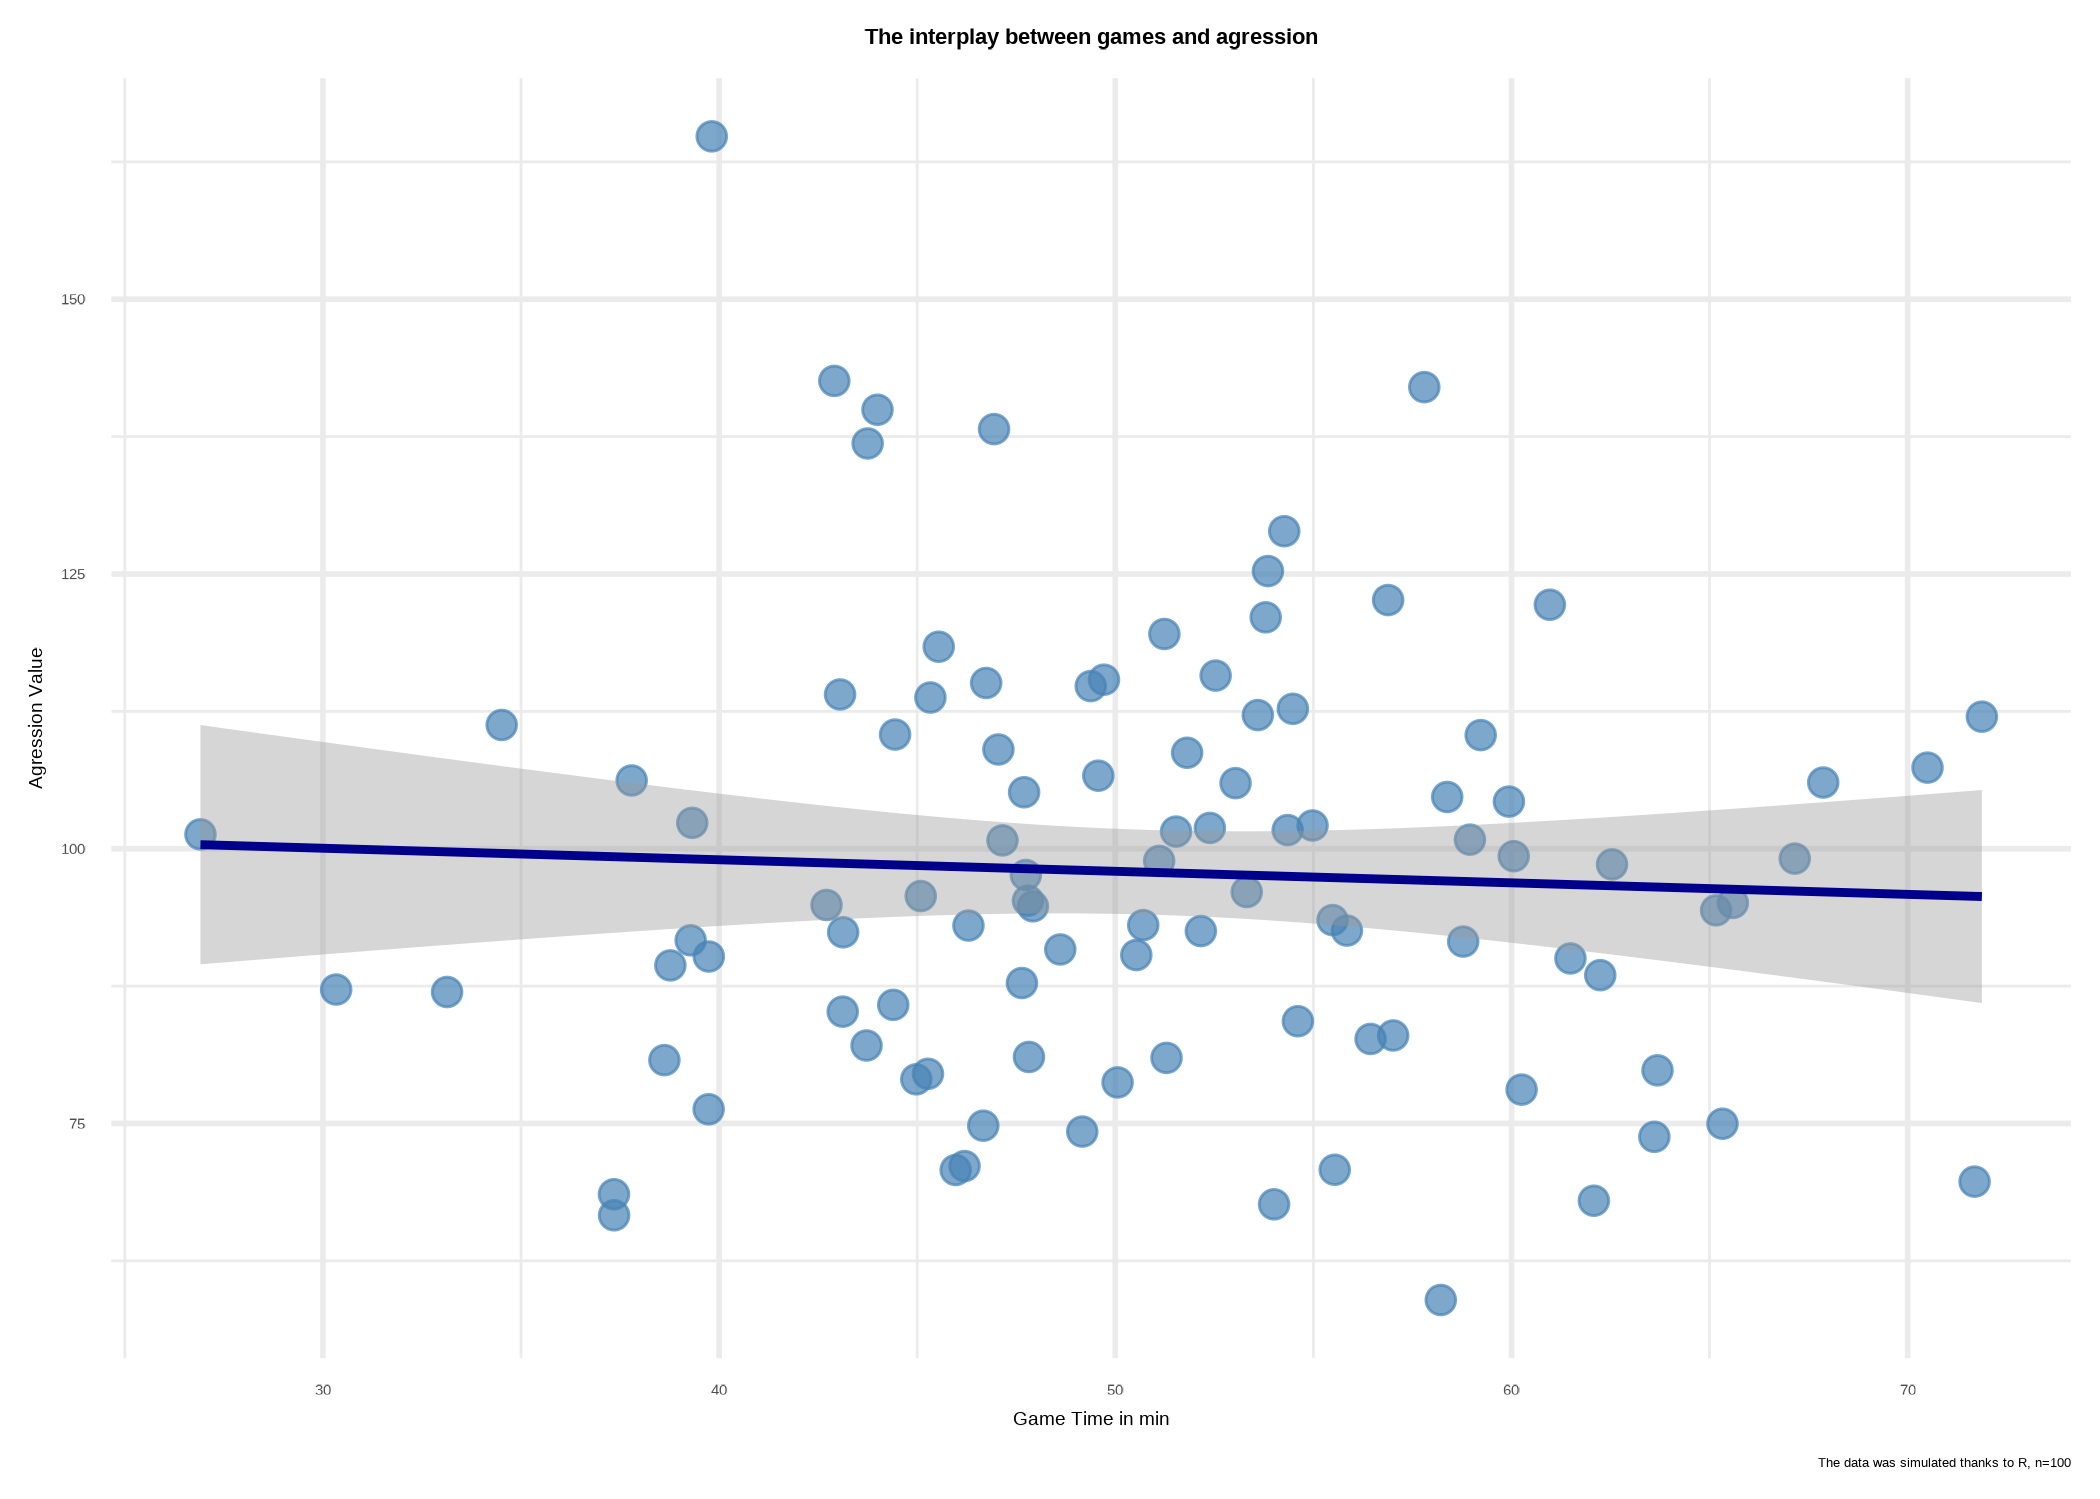 The interplay between games and agression
150
125
100
75
Agression Value
30 40 50 60 70
Game Time in min
The data was simulated thanks to R, n=100